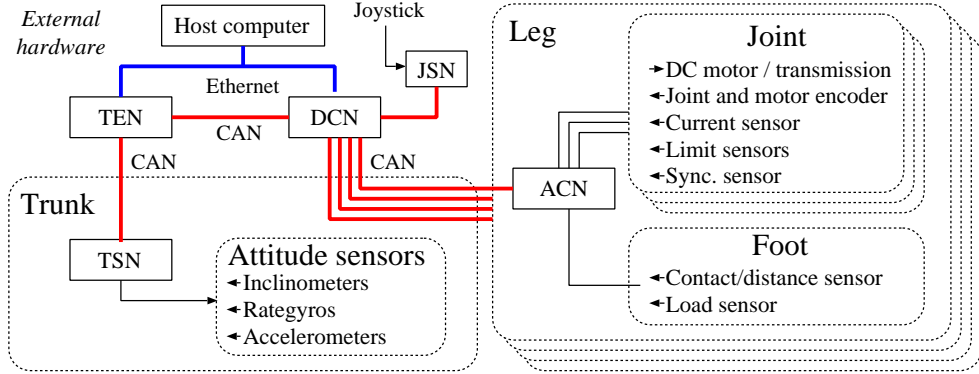 External
hardware
Host computer
Joystick
JSN
Ethernet
TEN
DCN
CAN
CAN
CAN
Trunk
TSN
Attitude sensors
Inclinometers
Rategyros
Accelerometers
Leg
ACN
Joint
DC motor / transmission
Joint and motor encoder
Current sensor
Limit sensors
Sync. sensor
Foot
Contact/distance sensor
Load sensor